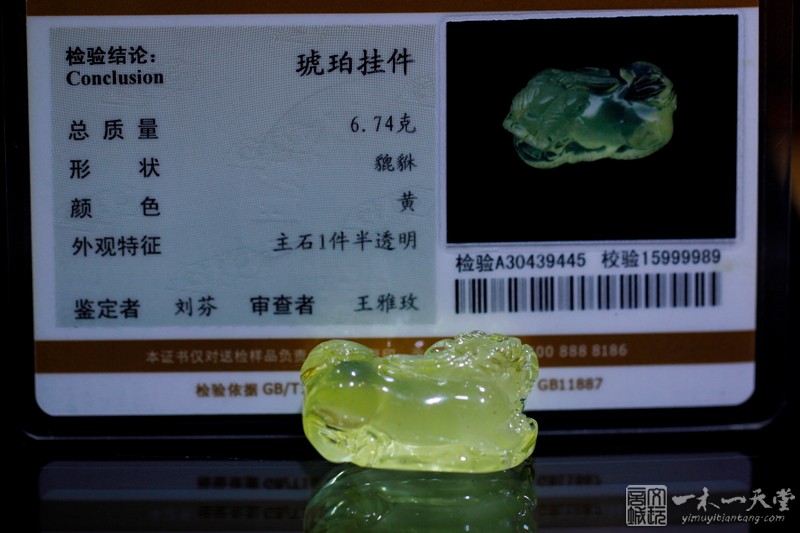 检验结论：
Conclusion
琥珀挂件
总质量 6.74克
形状 貔貅
颜色 黄
外观特征 主石1件半透明
鉴定者 刘芬 审查者 王雅玫
检验A30439445 校验15999989
本证书仅对送检样品负责 00 888 8186
检验依据 GB/T GB11887
一木一天堂
yimuyitiantang.com